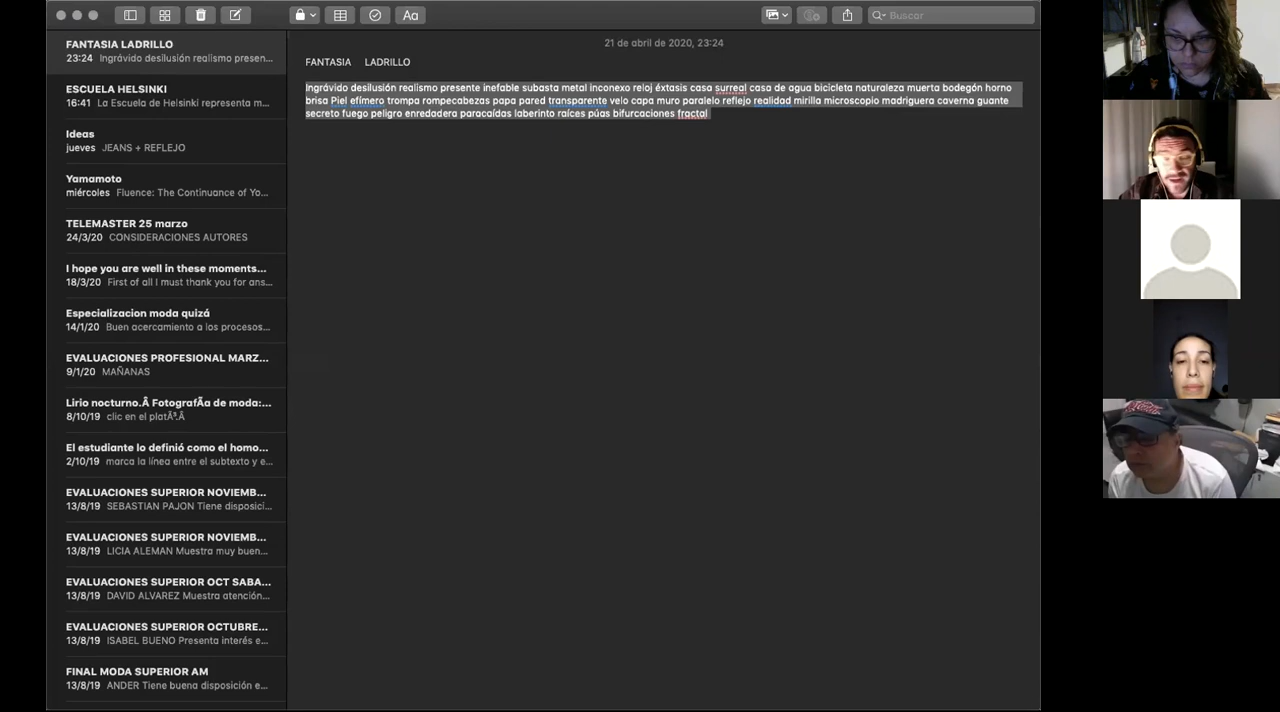 Buscar
FANTASIA LADRILLO
23:24 Ingrávido desilusión realismo presen...
ESCUELA HELSINKI
16:41 La Escuela de Helsinki representa m...
Ideas
jueves JEANS + REFLEJO
Yamamoto
miércoles Fluence: The Continuance of Yo...
TELEMASTER 25 marzo
24/3/20 CONSIDERACIONES AUTORES
I hope you are well in these moments...
18/3/20 First of all I must thank you for ans...
Especializacion moda quizá
14/1/20 Buen acercamiento a los procesos...
EVALUACIONES PROFESIONAL MARZ...
9/1/20 MAÑANAS
Lirio nocturno.Â FotografÃa de moda:...
8/10/19 clic en el platÃ³.Â
El estudiante lo definió como el homo...
2/10/19 marca la línea entre el subtexto y e...
EVALUACIONES SUPERIOR NOVIEMB...
13/8/19 SEBASTIAN PAJON Tiene disposici...
EVALUACIONES SUPERIOR NOVIEMB...
13/8/19 LICIA ALEMAN Muestra muy buen...
EVALUACIONES SUPERIOR OCT SABA...
13/8/19 DAVID ALVAREZ Muestra atención...
EVALUACIONES SUPERIOR OCTUBRE...
13/8/19 ISABEL BUENO Presenta interés e...
FINAL MODA SUPERIOR AM
13/8/19 ANDER Tiene buena disposición e...
21 de abril de 2020, 23:24
FANTASIA LADRILLO
Ingrávido desilusión realismo presente inefable subasta metal inconexo reloj éxtasis casa surreal casa de agua bicicleta naturaleza muerta bodegón horno
brisa Piel efímero trompa rompecabezas papa pared transparente velo capa muro paralelo reflejo realidad mirilla microscopio madriguera caverna guante
secreto fuego peligro enredadera paracaídas laberinto raíces púas bifurcaciones fractal